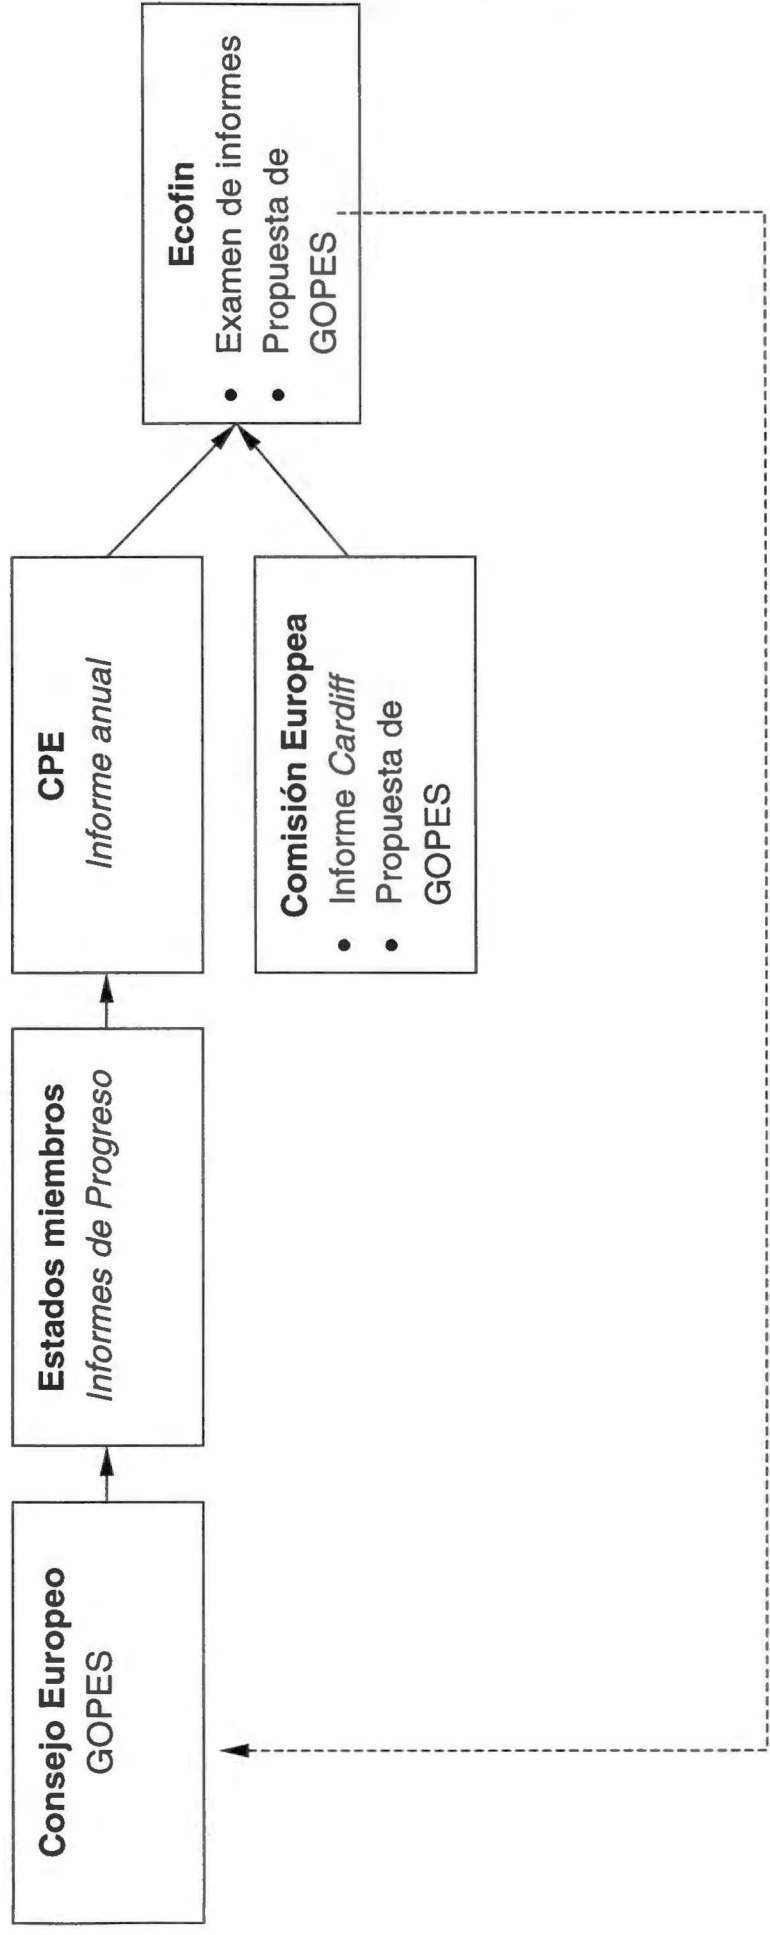 Consejo Europeo
GOPES
Estados miembros
Informes de Progreso
CPE
Informe anual
Comisión Europea
• Informe Cardiff
• Propuesta de
GOPES
Ecofin
• Examen de informes
• Propuesta de
GOPES